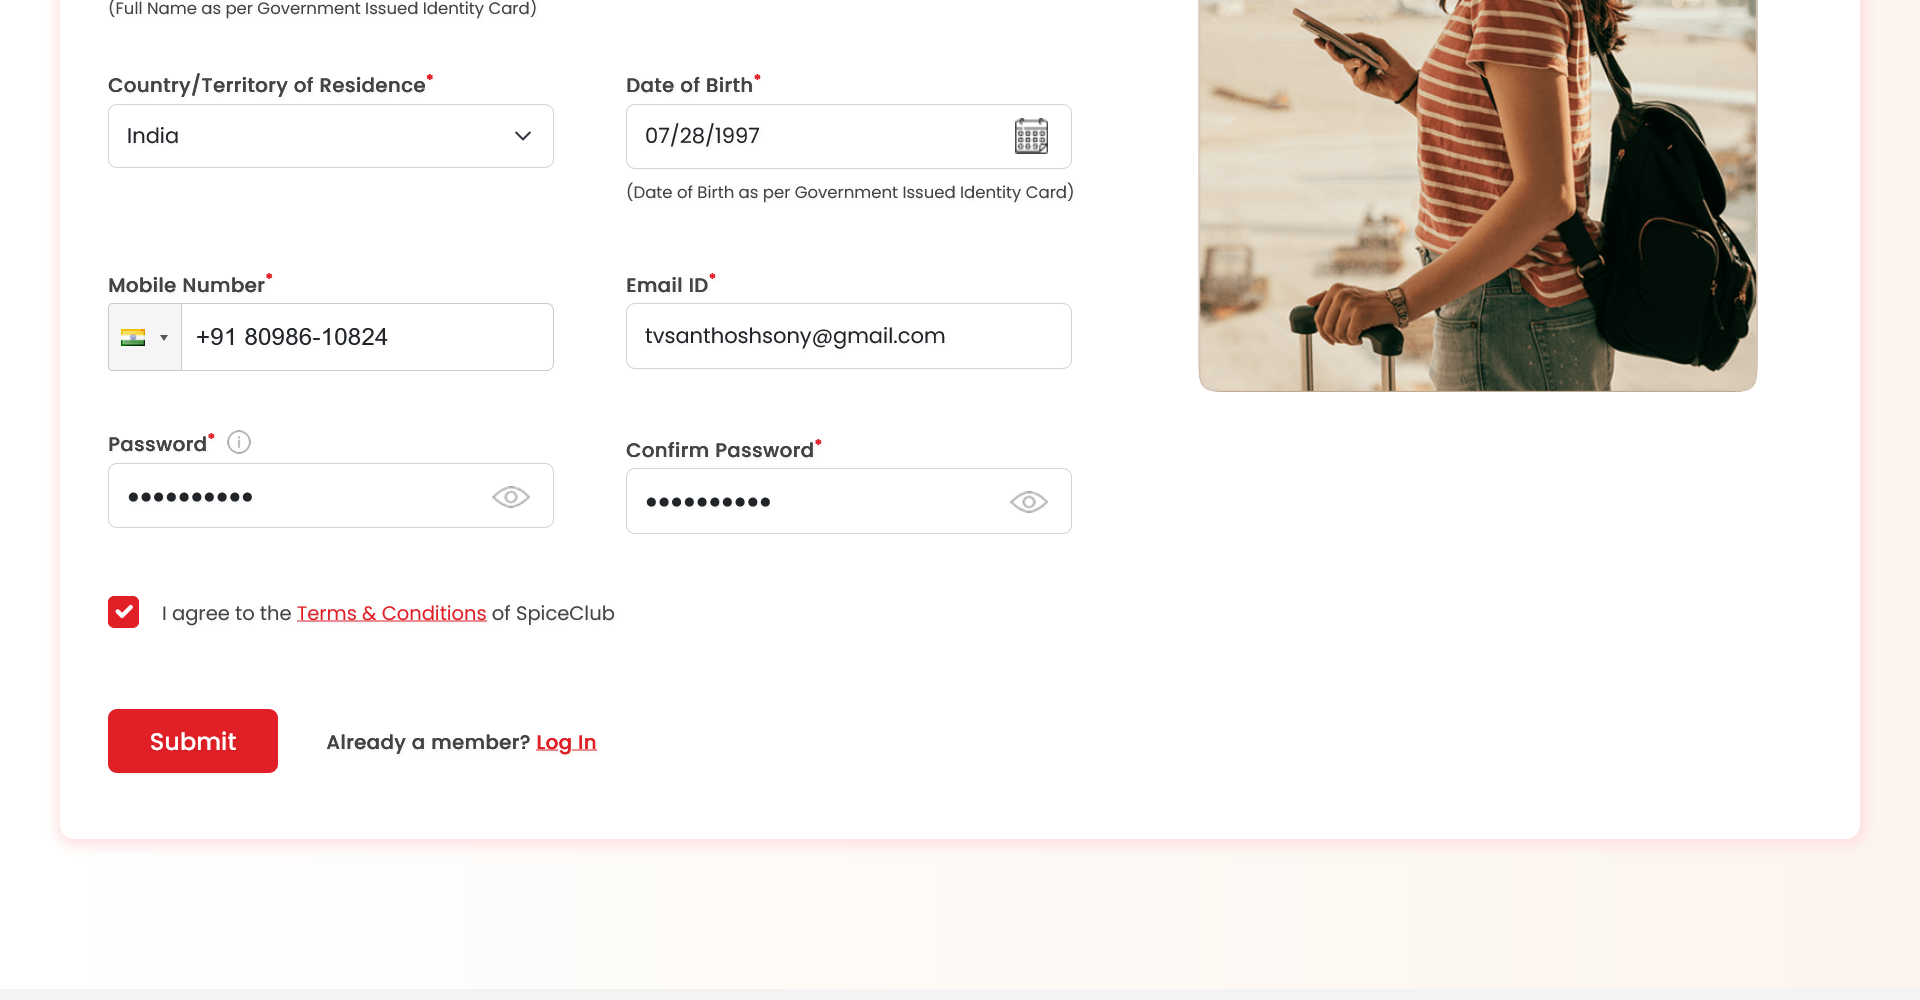 (Full Name as per Government Issued Identity Card)
Country/Territory of Residence*
Date of Birth*
India
07/28/1997
(Date of Birth as per Government Issued Identity Card)
Mobile Number*
Email ID*
+91 80986-10824
tvsanthoshsony@gmail.com
Password*
Confirm Password*
I agree to the Terms & Conditions of SpiceClub
Submit
Already a member? Log In